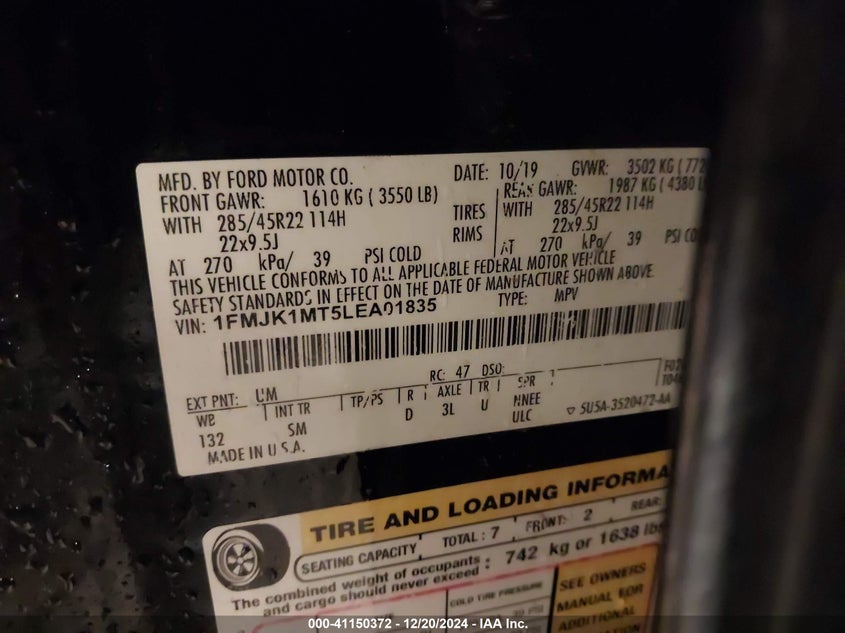 MFD. BY FORD MOTOR CO. DATE: 10/19 GVWR: 3502 KG ( 772
FRONT GAWR: 1610 KG ( 3550 LB) REAR GAWR: 1987 KG ( 4380 L
WITH 285/45R22 114H TIRES WITH 285/45R22 114H
22x9.5J RIMS 22x9.5J
AT 270 kPa/ 39 PSI COLD AT 270 kPa/ 39 PSI CO
THIS VEHICLE CONFORMS TO ALL APPLICABLE FEDERAL MOTOR VEHICLE
SAFETY STANDARDS IN EFFECT ON THE DATE OF MANUFACTURE SHOWN ABOVE
VIN: 1FMJK1MT5LEA01835 TYPE: MPV
EXT PNT: UM RC: 47 DSO:
WB INT TR TP/PS R AXLE TR SPR
132 SM D 3L U NNEE
ULC
5U5A-3520472-AA
MADE IN U.S.A.
TIRE AND LOADING INFORMA
SEATING CAPACITY TOTAL : 7 FRONT: 2 REAR:
The combined weight of occupants and cargo should never exceed : 742 kg or 1638 lbs
COLD TIRE PRESSURE
SEE OWNERS
MANUAL FOR
ADDITIONAL
000-41150372 - 12/20/2024 - IAA Inc.